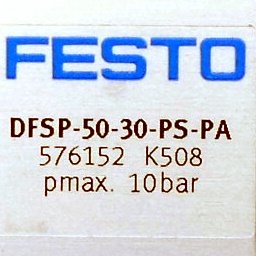 FESTO
DFSP-50-30-PS-PA
576152 K508
pmax. 10bar